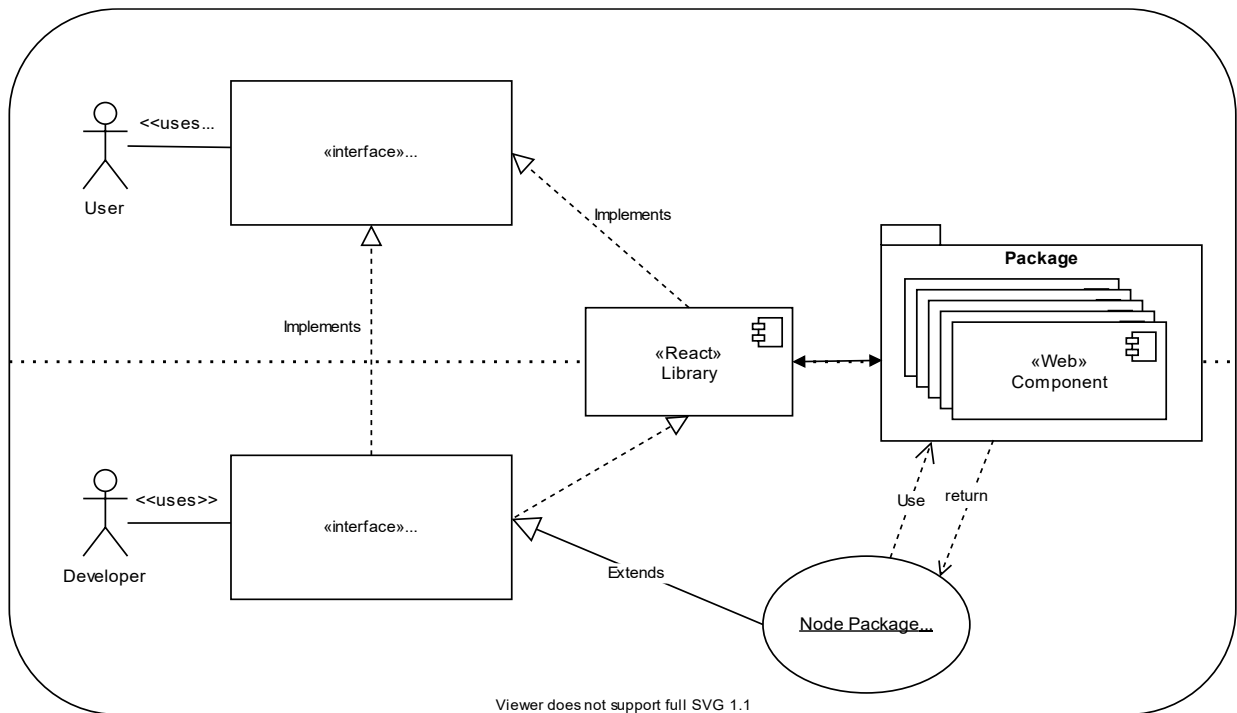 <<uses...
«interface»...
User
Implements
Package
Implements
«React»
Library
«Web»
Component
<<uses>>
«interface»...
Developer
Use
return
Extends
Node Package...
Viewer does not support full SVG 1.1